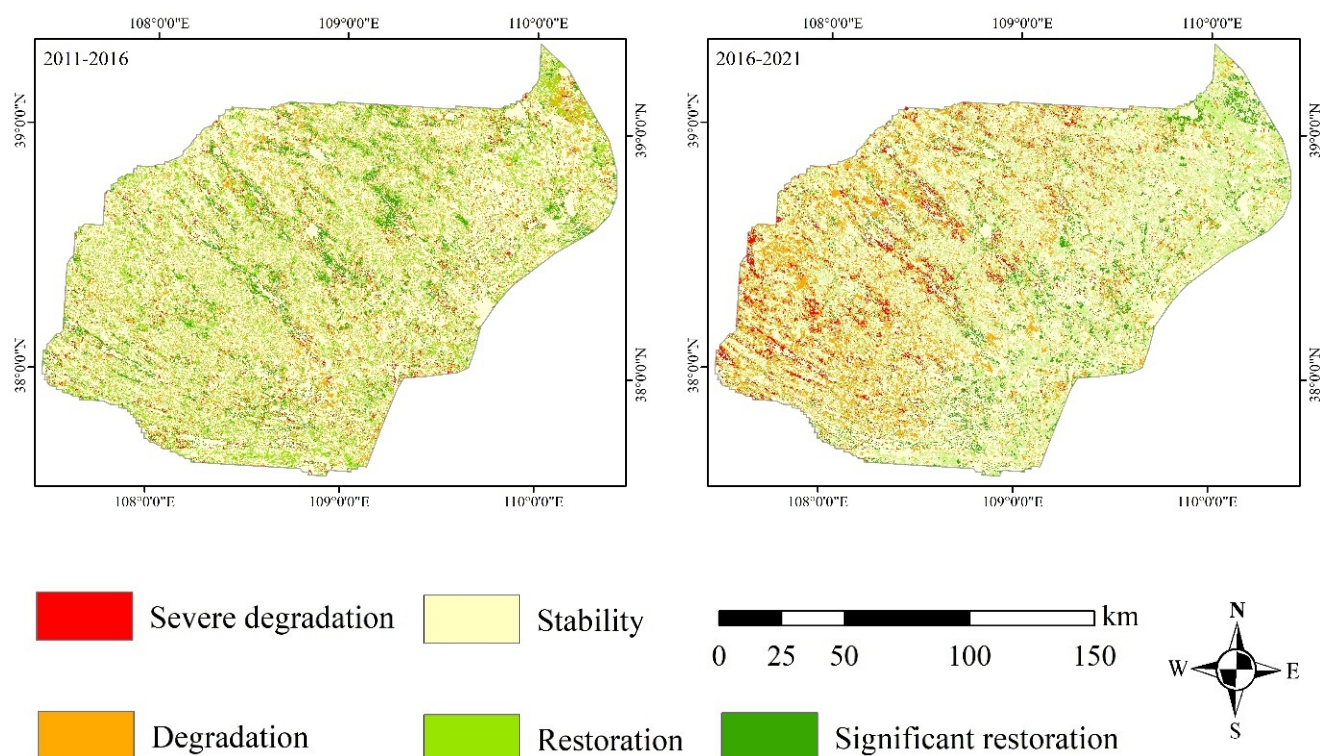 108°0'0"E 109°0'0"E 110°0'0"E 108°0'0"E 109°0'0"E 110°0'0"E
2011-2016 2016-2021
39°0'0"N 39°0'0"N 39°0'0"N 39°0'0"N
38°0'0"N 38°0'0"N 38°0'0"N 38°0'0"N
108°0'0"E 109°0'0"E 110°0'0"E 108°0'0"E 109°0'0"E 110°0'0"E
Severe degradation Stability km
0 25 50 100 150
N
W E
S
Degradation Restoration Significant restoration